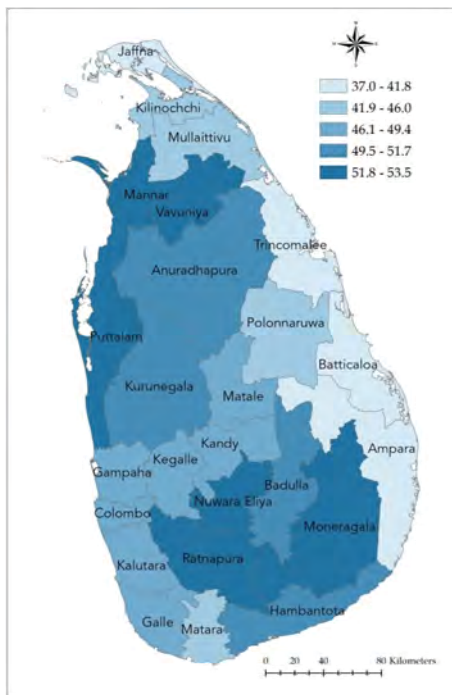 Jaffna
37.0 - 41.8
41.9 - 46.0
46.1 - 49.4
49.5 - 51.7
51.8 - 53.5
Kilinochchi
Mullaittivu
Mannar
Vavuniya
Trincomalee
Anuradhapura
Polonnaruwa
Puttalam
Batticaloa
Kurunegala
Matale
Kandy
Ampara
Kegalle
Gampaha
Badulla
Nuwara Eliya
Colombo
Moneragala
Ratnapura
Kalutara
Hambantota
Galle
Matara
0 20 40 80 Kilometers